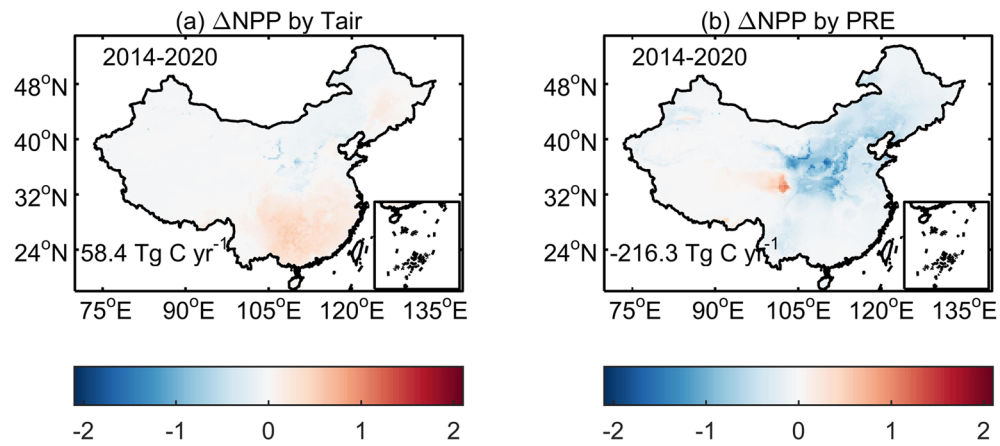 (a) ΔNPP by Tair
2014-2020
48°N
40°N
32°N
24°N
58.4 Tg C yr⁻¹
75°E 90°E 105°E 120°E 135°E
-2 -1 0 1 2
(b) ΔNPP by PRE
2014-2020
48°N
40°N
32°N
24°N
-216.3 Tg C yr⁻¹
75°E 90°E 105°E 120°E 135°E
-2 -1 0 1 2